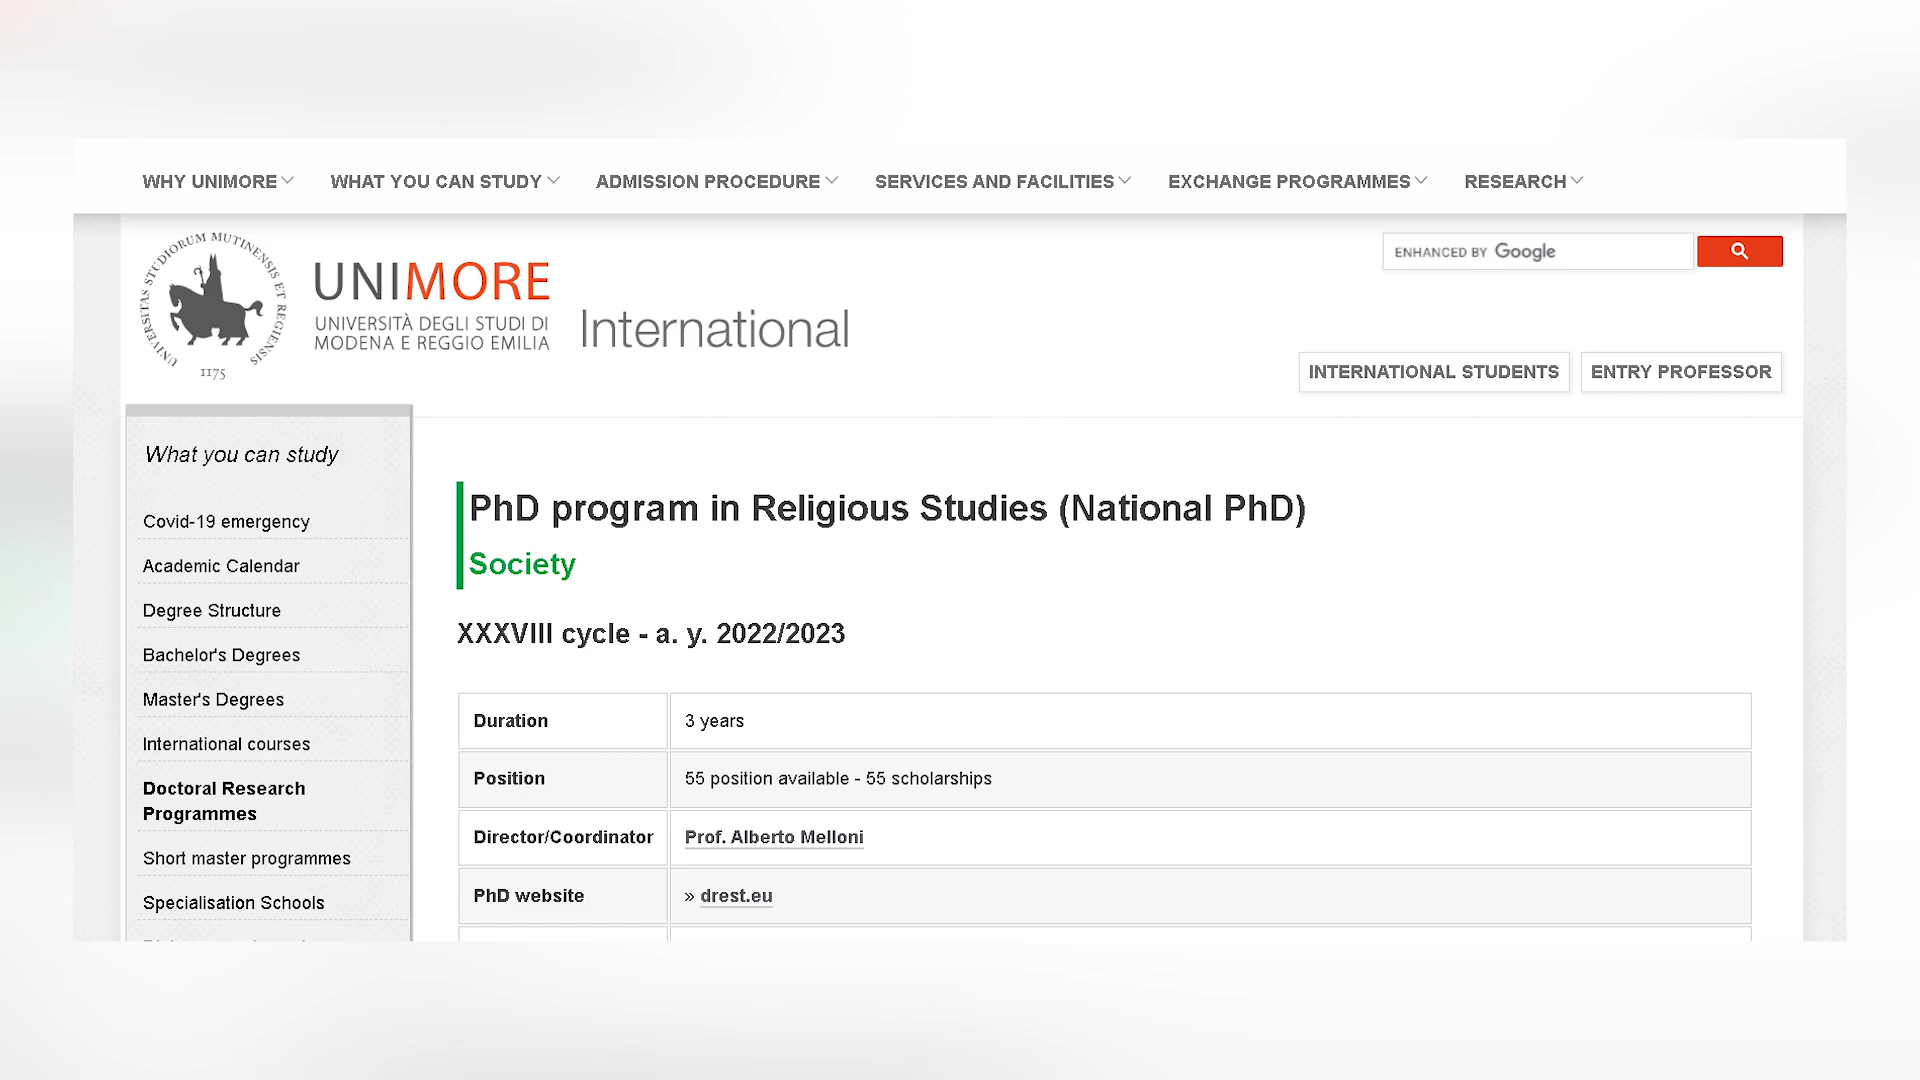 WHY UNIMORE
WHAT YOU CAN STUDY
ADMISSION PROCEDURE
SERVICES AND FACILITIES
EXCHANGE PROGRAMMES
RESEARCH
UNIVERSITAS STUDIORUM MUTINENSIS ET REGIENSIS
1175
UNIMORE
UNIVERSITÀ DEGLI STUDI DI
MODENA E REGGIO EMILIA
International
ENHANCED BY Google
INTERNATIONAL STUDENTS
ENTRY PROFESSOR
What you can study
Covid-19 emergency
Academic Calendar
Degree Structure
Bachelor's Degrees
Master's Degrees
International courses
Doctoral Research
Programmes
Short master programmes
Specialisation Schools
PhD program in Religious Studies (National PhD)
Society
XXXVIII cycle - a. y. 2022/2023
Duration 3 years
Position 55 position available - 55 scholarships
Director/Coordinator Prof. Alberto Melloni
PhD website » drest.eu